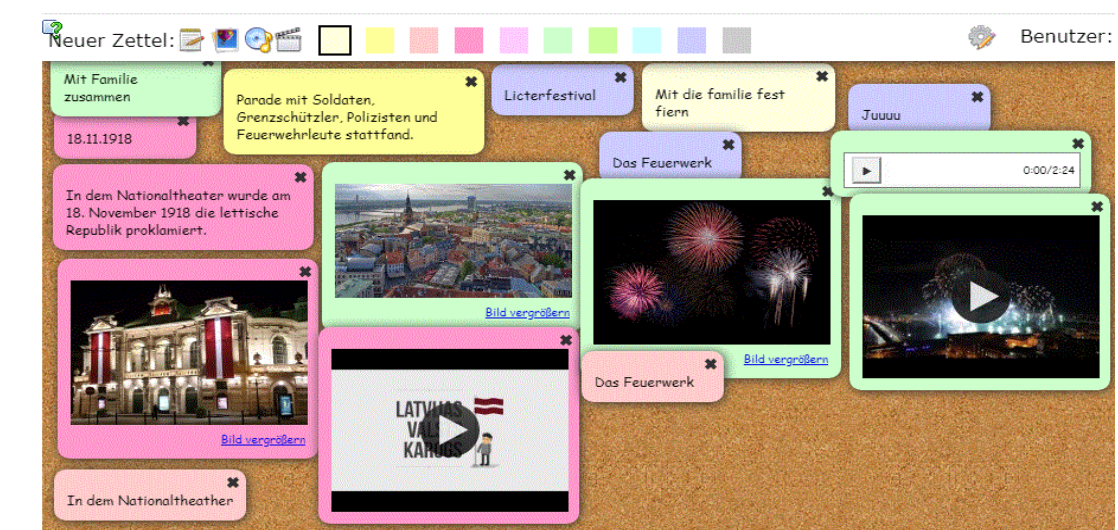 Neuer Zettel:
Benutzer:
Mit Familie
zusammen
18.11.1918
Parade mit Soldaten,
Grenzschützler, Polizisten und
Feuerwehrleute stattfand.
Licterfestival
Mit die familie fest
fiern
Juuuu
Das Feuerwerk
0:00/2:24
In dem Nationaltheater wurde am
18. November 1918 die lettische
Republik proklamiert.
Bild vergrößern
Bild vergrößern
Bild vergrößern
LATVIJAS
VALS
KAROGS
Das Feuerwerk
In dem Nationaltheather